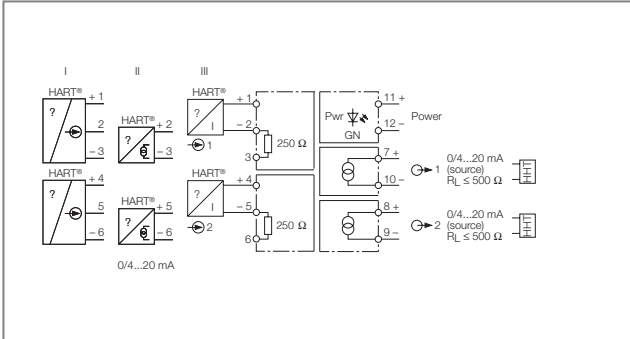 I II III
HART®
? + 1
2
– 3
HART®
? + 2
– 3
HART®
? I
1
+ 1
– 2
3
250 Ω
Pwr
GN
11 +
12 –
Power
7 +
10 –
1
0/4...20 mA
(source)
RL ≤ 500 Ω
HART®
? + 4
5
– 6
HART®
? + 5
– 6
0/4...20 mA
HART®
? I
2
+ 4
– 5
6
250 Ω
8 +
9 –
2
0/4...20 mA
(source)
RL ≤ 500 Ω